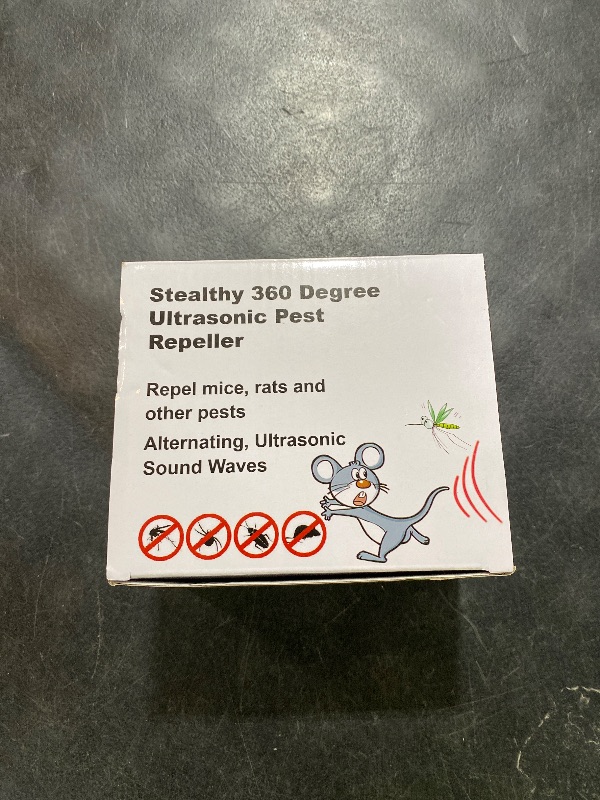 Stealthy 360 Degree
Ultrasonic Pest
Repeller
Repel mice, rats and
other pests
Alternating, Ultrasonic
Sound Waves